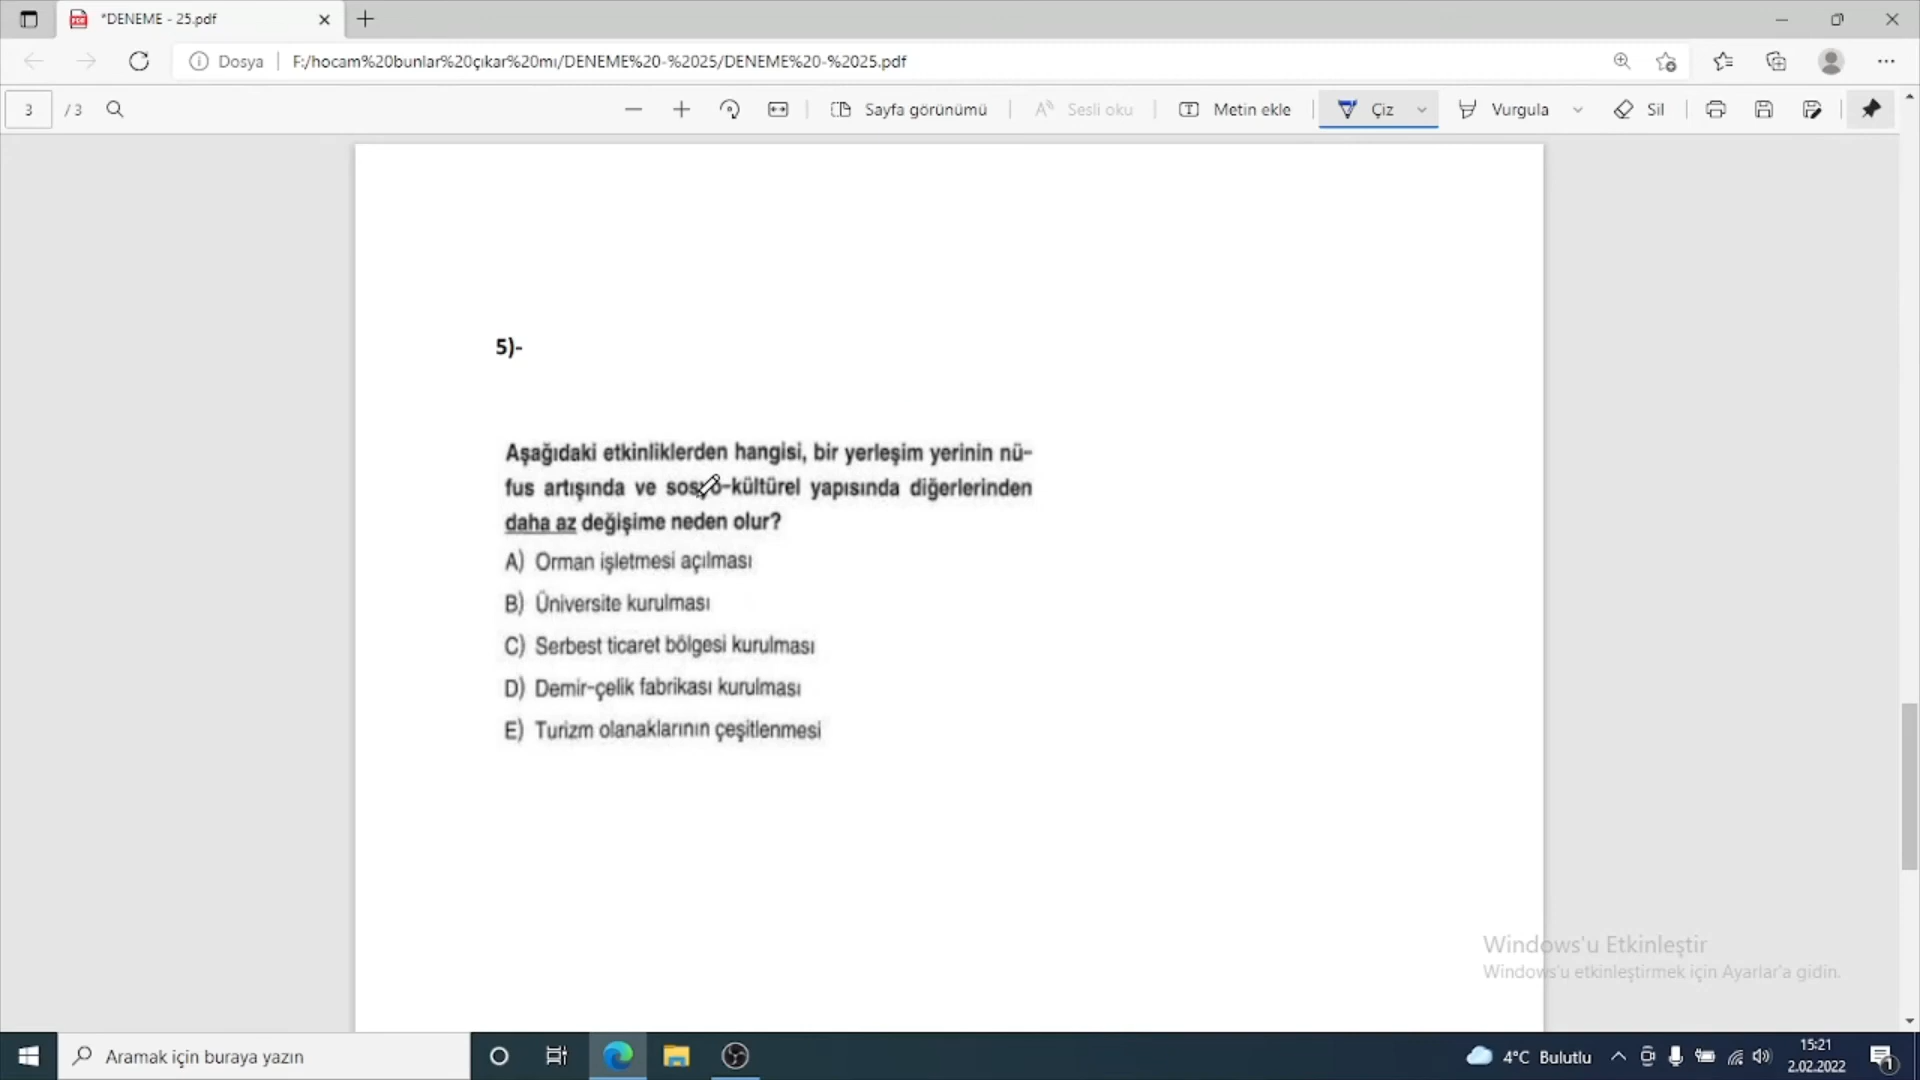 *DENEME - 25.pdf
Dosya
F:/hocam%20bunlar%20çıkar%20mı/DENEME%20-%2025/DENEME%20-%2025.pdf
3 / 3
Sayfa görünümü
Sesli oku
Metin ekle
Çiz
Vurgula
Sil
5)-
Aşağıdaki etkinliklerden hangisi, bir yerleşim yerinin nü-
fus artışında ve sosyo-kültürel yapısında diğerlerinden
daha az değişime neden olur?
A) Orman işletmesi açılması
B) Üniversite kurulması
C) Serbest ticaret bölgesi kurulması
D) Demir-çelik fabrikası kurulması
E) Turizm olanaklarının çeşitlenmesi
Windows'u Etkinleştir
Windows'u etkinleştirmek için Ayarlar'a gidin.
Aramak için buraya yazın
4°C Bulutlu
15:21
2.02.2022
1